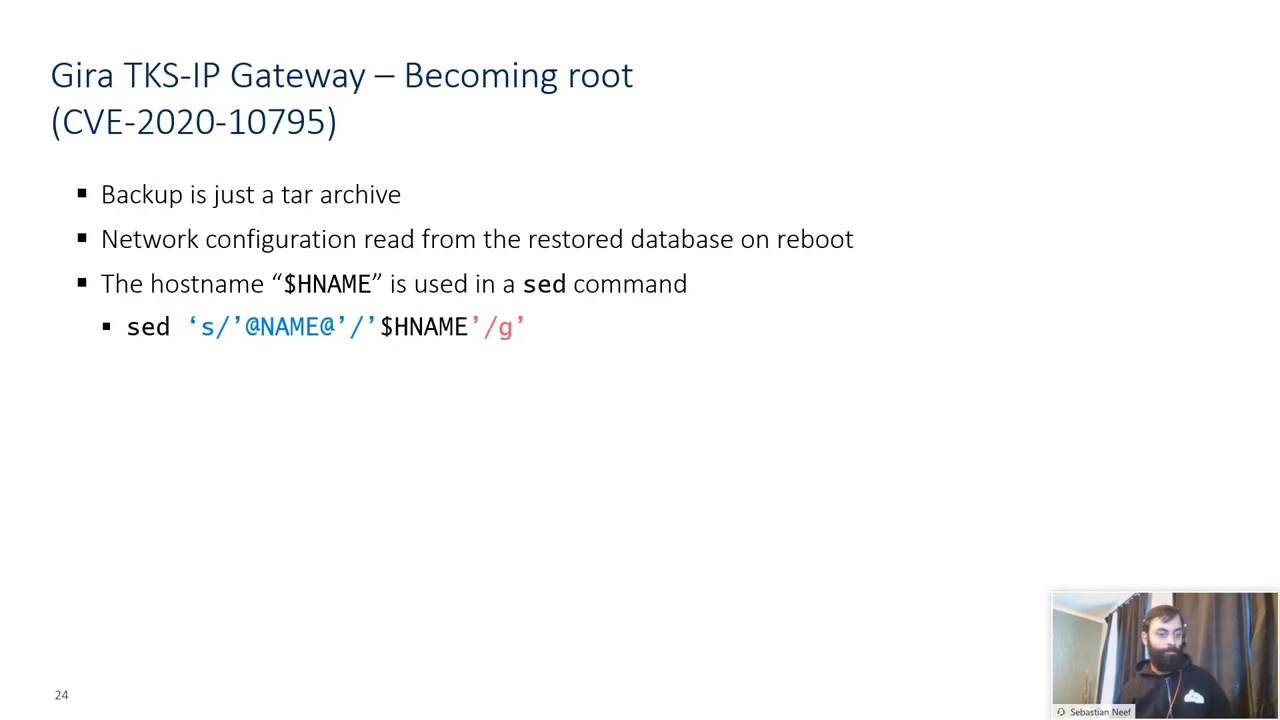 Gira TKS-IP Gateway – Becoming root
(CVE-2020-10795)
▪ Backup is just a tar archive
▪ Network configuration read from the restored database on reboot
▪ The hostname “$HNAME” is used in a sed command
▪ sed ‘s/’@NAME@’/’$HNAME’/g’
24
Sebastian Neef